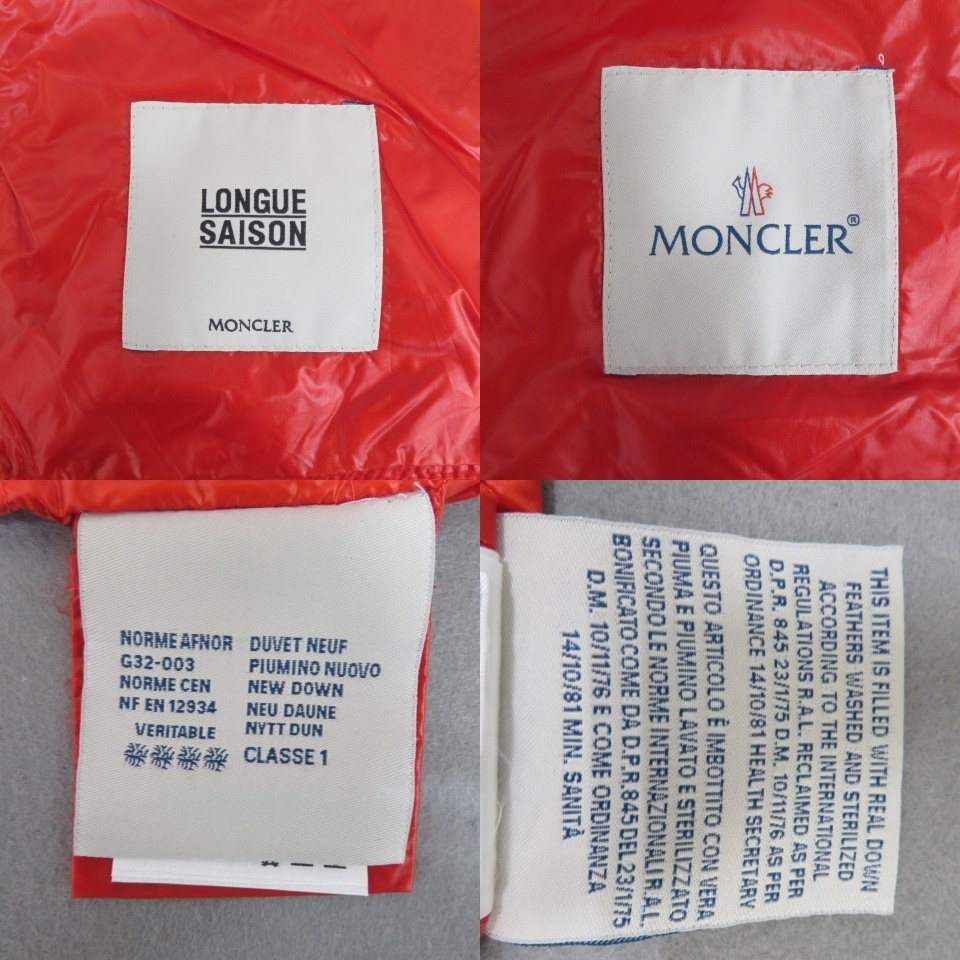 LONGUE
SAISON
MONCLER
MONCLER®
NORME AFNOR
G32-003
NORME CEN
NF EN 12934
VERITABLE
DUVET NEUF
PIUMINO NUOVO
NEW DOWN
NEU DAUNE
NYTT DUN
CLASSE 1
THIS ITEM IS FILLED WITH REAL DOWN
FEATHERS WASHED AND STERILIZED
ACCORDING TO THE INTERNATIONAL
REGULATIONS R.A.L. RECLAIMED AS PER
D.P.R. 845 23/1/75 D.M. 10/1/76 AS PER
ORDINANCE 14/10/81 HEALTH SECRETARY
QUESTO ARTICOLO É IMBOTTITO CON VERA
PIUMA E PIUMINO LAVATO E STERILIZZATO
SECONDO LE NORME INTERNAZIONALI R.A.L.
BONIFICATO COME DA D.P.R. 845 DEL 23/1/75
D.M. 10/1/76 E COME ORDINANZA
14/10/81 MIN. SANITÀ